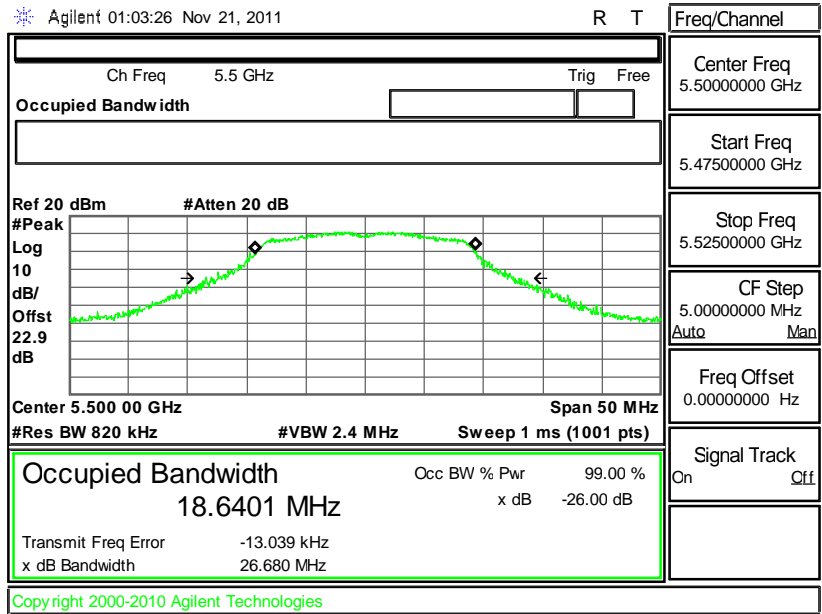 Agilent 01:03:26 Nov 21, 2011 R T
Ch Freq 5.5 GHz Trig Free
Occupied Bandwidth
Ref 20 dBm #Atten 20 dB
#Peak
Log
10
dB/
Offst
22.9
dB
Center 5.500 00 GHz Span 50 MHz
#Res BW 820 kHz #VBW 2.4 MHz Sweep 1 ms (1001 pts)
Occupied Bandwidth
18.6401 MHz
Occ BW % Pwr 99.00 %
x dB -26.00 dB
Transmit Freq Error -13.039 kHz
x dB Bandwidth 26.680 MHz
Copyright 2000-2010 Agilent Technologies
Freq/Channel
Center Freq
5.50000000 GHz
Start Freq
5.47500000 GHz
Stop Freq
5.52500000 GHz
CF Step
5.00000000 MHz
Auto Man
Freq Offset
0.00000000 Hz
Signal Track
On Off